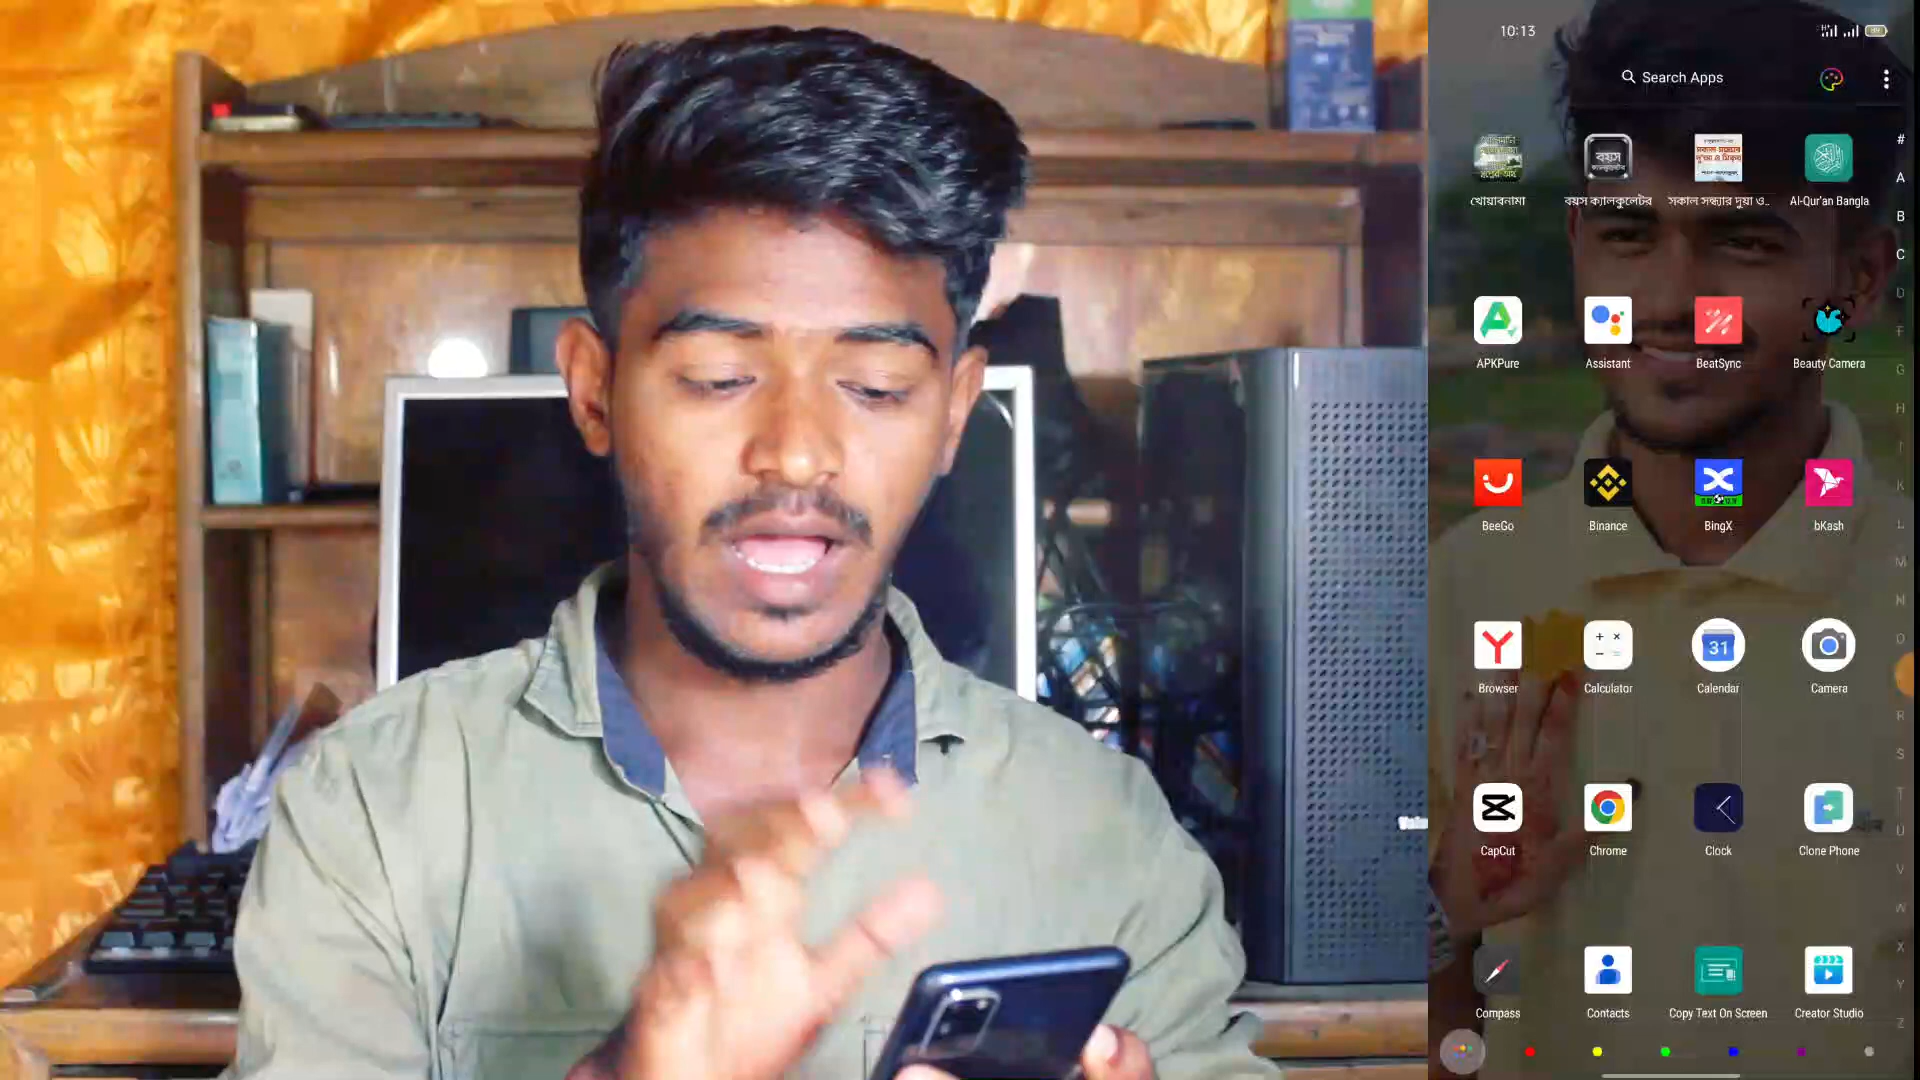 10:13
Search Apps
#
খোয়াবনামা
বয়স ক্যালকুলেটর
সকাল সন্ধ্যার দুয়া ও..
Al-Qur'an Bangla
A
B
C
D
F
G
H
I
K
L
M
N
O
R
S
T
U
V
W
X
Y
Z
বয়স
APKPure
Assistant
BeatSync
Beauty Camera
BeeGo
Binance
BingX
bKash
31
Browser
Calculator
Calendar
Camera
CapCut
Chrome
Clock
Clone Phone
Compass
Contacts
Copy Text On Screen
Creator Studio